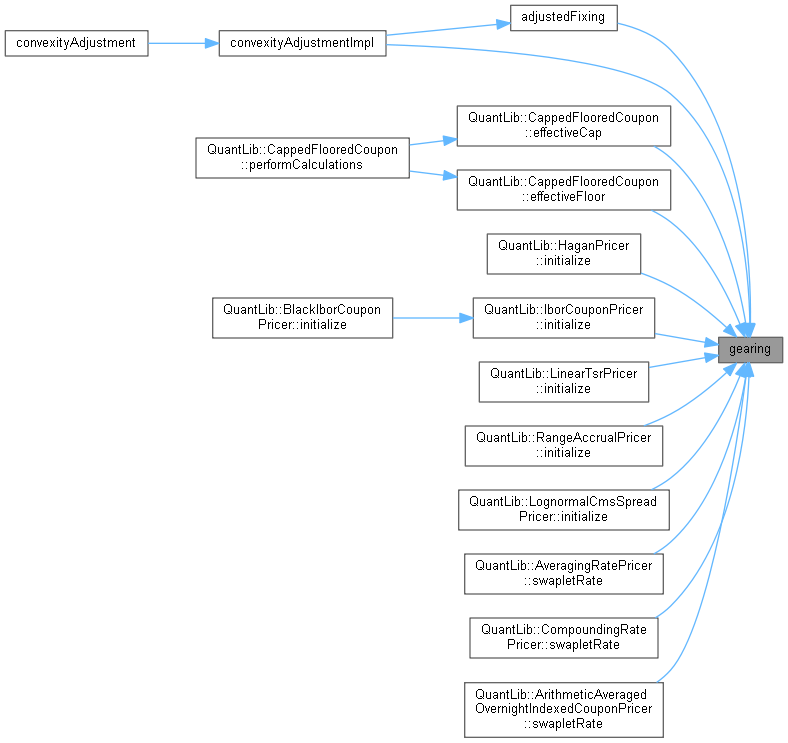 adjustedFixing
convexityAdjustment
convexityAdjustmentImpl
QuantLib::CappedFlooredCoupon
::effectiveCap
QuantLib::CappedFlooredCoupon
::performCalculations
QuantLib::CappedFlooredCoupon
::effectiveFloor
QuantLib::HaganPricer
::initialize
QuantLib::BlackIborCoupon
Pricer::initialize
QuantLib::IborCouponPricer
::initialize
gearing
QuantLib::LinearTsrPricer
::initialize
QuantLib::RangeAccrualPricer
::initialize
QuantLib::LognormalCmsSpread
Pricer::initialize
QuantLib::AveragingRatePricer
::swapletRate
QuantLib::CompoundingRate
Pricer::swapletRate
QuantLib::ArithmeticAveraged
OvernightIndexedCouponPricer
::swapletRate